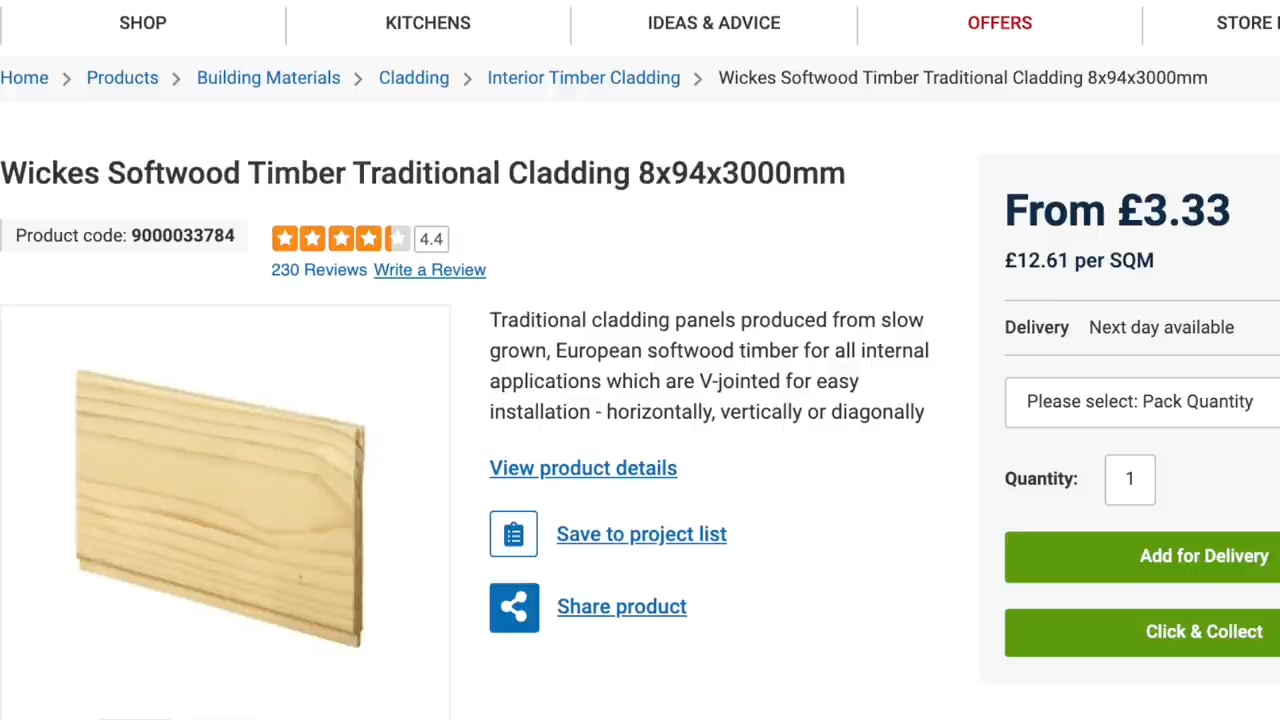 SHOP
KITCHENS
IDEAS & ADVICE
OFFERS
STORE
Home > Products > Building Materials > Cladding > Interior Timber Cladding > Wickes Softwood Timber Traditional Cladding 8x94x3000mm
Wickes Softwood Timber Traditional Cladding 8x94x3000mm
Product code: 9000033784
4.4
230 Reviews Write a Review
Traditional cladding panels produced from slow
grown, European softwood timber for all internal
applications which are V-jointed for easy
installation - horizontally, vertically or diagonally
View product details
Save to project list
Share product
From £3.33
£12.61 per SQM
Delivery Next day available
Please select: Pack Quantity
Quantity: 1
Add for Delivery
Click & Collect